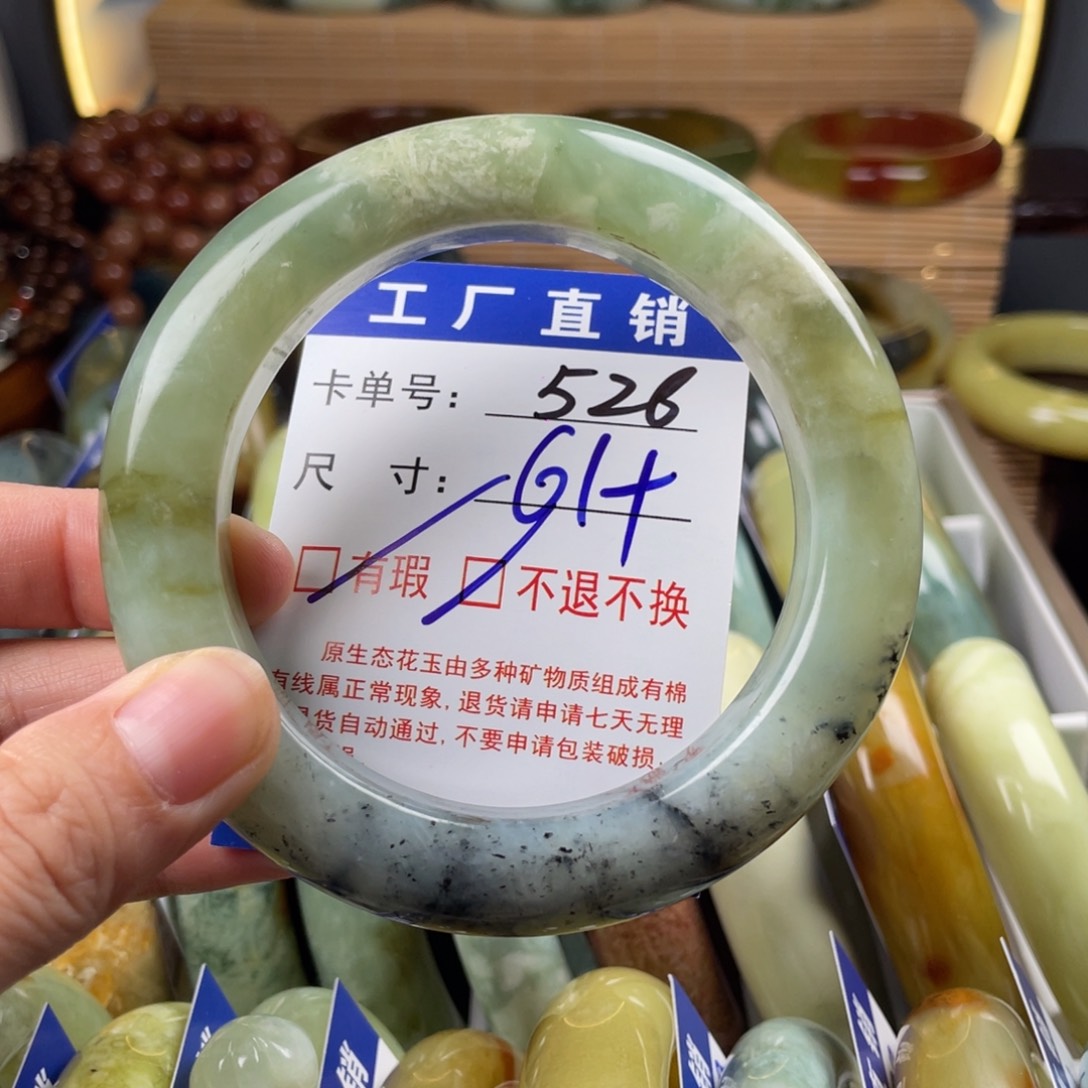 工厂直销
卡单号: 526
尺 寸: 61+
□有瑕 □不退不换
原生态花玉由多种矿物质组成有棉
有线属正常现象, 退货请申请七天无理
货自动通过, 不要申请包装破损,
销